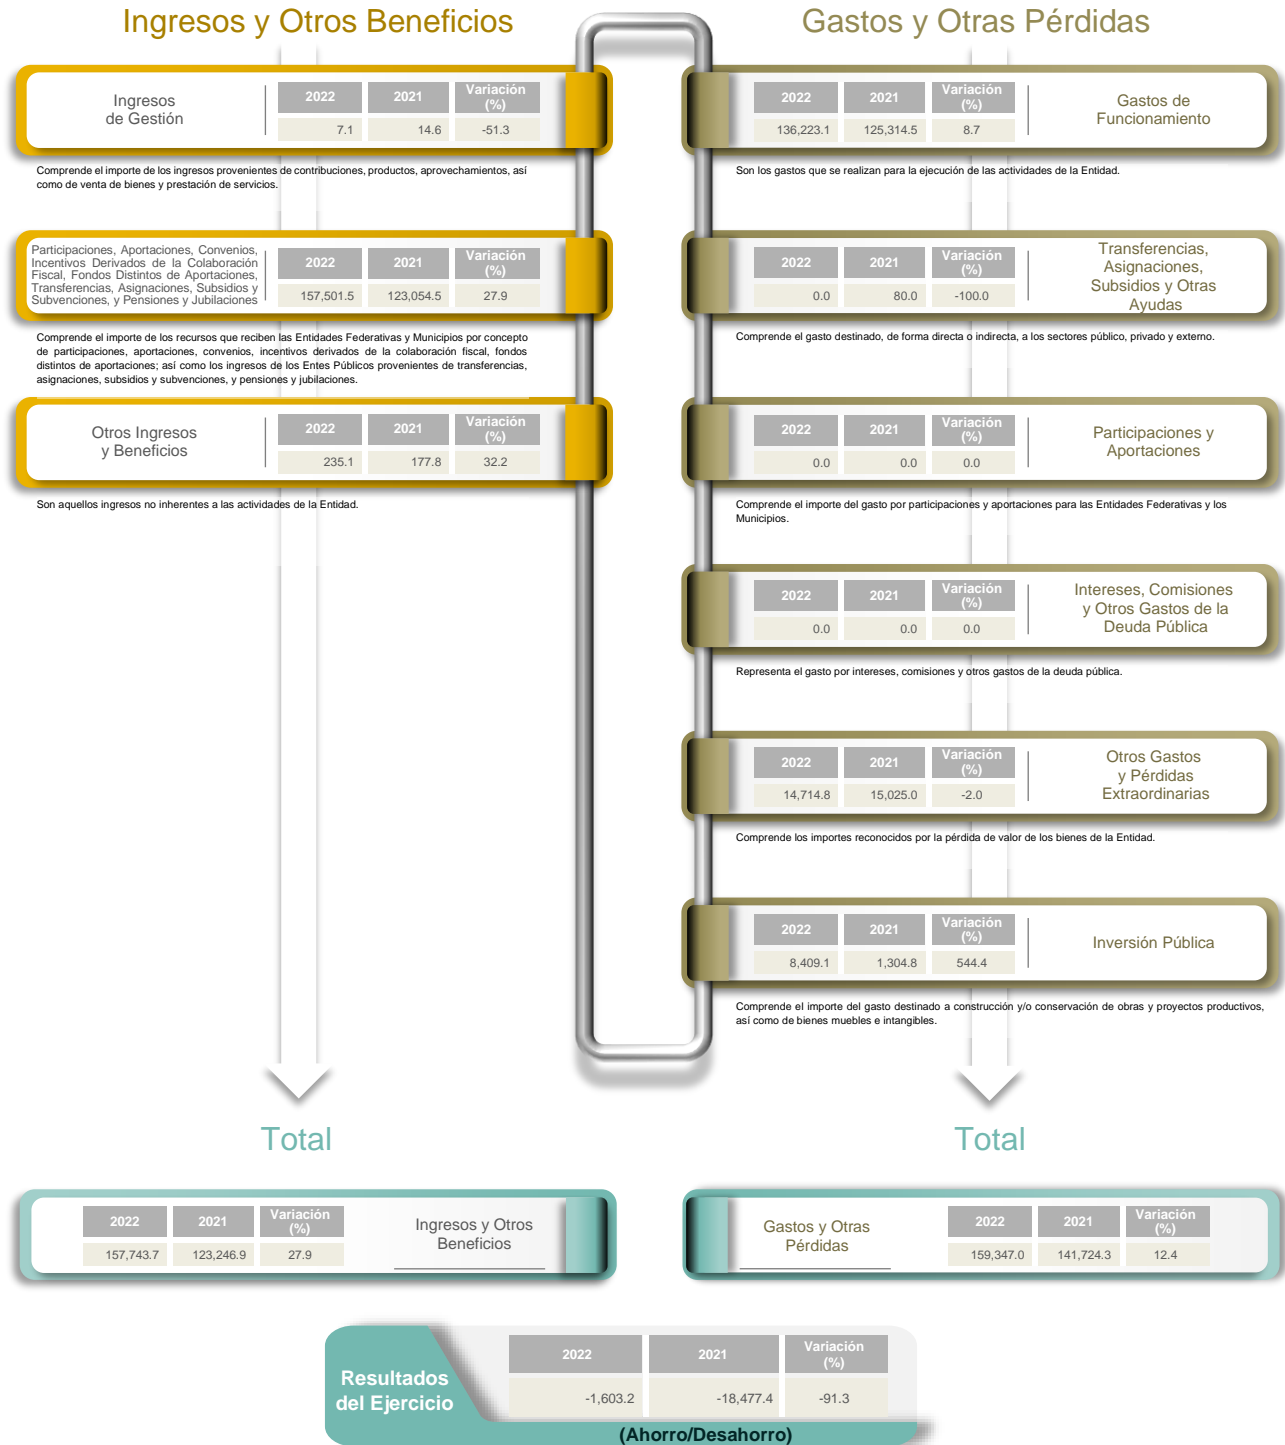 Ingresos y Otros Beneficios
Ingresos
de Gestión
2022 2021 Variación
(%)
7.1 14.6 -51.3
Comprende el importe de los ingresos provenientes de contribuciones, productos, aprovechamientos, así
como de venta de bienes y prestación de servicios.
Participaciones, Aportaciones, Convenios,
Incentivos Derivados de la Colaboración
Fiscal, Fondos Distintos de Aportaciones,
Transferencias, Asignaciones, Subsidios y
Subvenciones, y Pensiones y Jubilaciones
2022 2021 Variación
(%)
157,501.5 123,054.5 27.9
Comprende el importe de los recursos que reciben las Entidades Federativas y Municipios por concepto
de participaciones, aportaciones, convenios, incentivos derivados de la colaboración fiscal, fondos
distintos de aportaciones; así como los ingresos de los Entes Públicos provenientes de transferencias,
asignaciones, subsidios y subvenciones, y pensiones y jubilaciones.
Otros Ingresos
y Beneficios
2022 2021 Variación
(%)
235.1 177.8 32.2
Son aquellos ingresos no inherentes a las actividades de la Entidad.
Gastos y Otras Pérdidas
2022 2021 Variación
(%)
136,223.1 125,314.5 8.7
Gastos de
Funcionamiento
Son los gastos que se realizan para la ejecución de las actividades de la Entidad.
2022 2021 Variación
(%)
0.0 80.0 -100.0
Transferencias,
Asignaciones,
Subsidios y Otras
Ayudas
Comprende el gasto destinado, de forma directa o indirecta, a los sectores público, privado y externo.
2022 2021 Variación
(%)
0.0 0.0 0.0
Participaciones y
Aportaciones
Comprende el importe del gasto por participaciones y aportaciones para las Entidades Federativas y los
Municipios.
2022 2021 Variación
(%)
0.0 0.0 0.0
Intereses, Comisiones
y Otros Gastos de la
Deuda Pública
Representa el gasto por intereses, comisiones y otros gastos de la deuda pública.
2022 2021 Variación
(%)
14,714.8 15,025.0 -2.0
Otros Gastos
y Pérdidas
Extraordinarias
Comprende los importes reconocidos por la pérdida de valor de los bienes de la Entidad.
2022 2021 Variación
(%)
8,409.1 1,304.8 544.4
Inversión Pública
Comprende el importe del gasto destinado a construcción y/o conservación de obras y proyectos productivos,
así como de bienes muebles e intangibles.
Total
2022 2021 Variación
(%)
157,743.7 123,246.9 27.9
Ingresos y Otros
Beneficios
Total
Gastos y Otras
Pérdidas
2022 2021 Variación
(%)
159,347.0 141,724.3 12.4
Resultados
del Ejercicio
2022 2021 Variación
(%)
-1,603.2 -18,477.4 -91.3
(Ahorro/Desahorro)